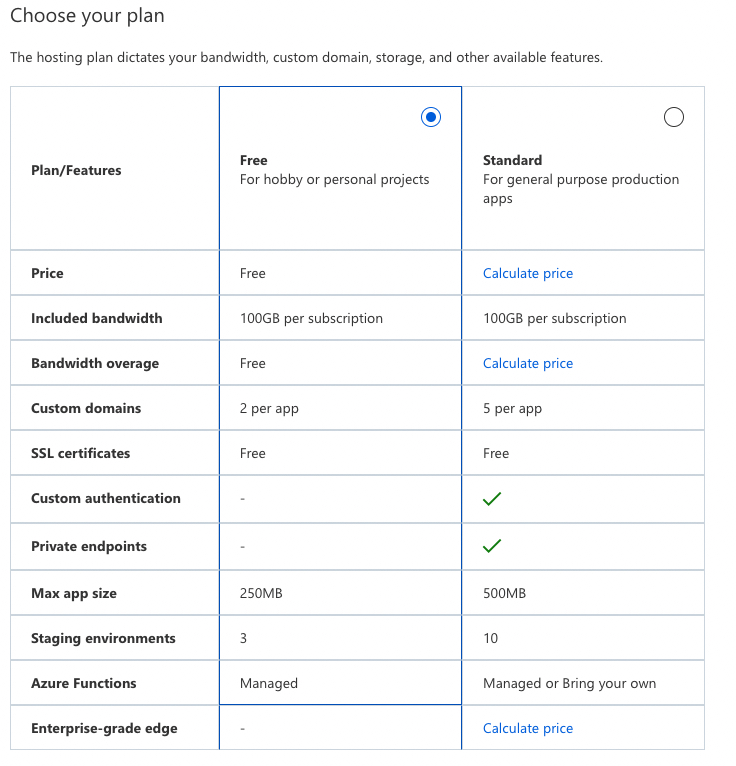 Choose your plan
The hosting plan dictates your bandwidth, custom domain, storage, and other available features.
Plan/Features
Free
For hobby or personal projects
Standard
For general purpose production
apps
Price Free Calculate price
Included bandwidth 100GB per subscription 100GB per subscription
Bandwidth overage Free Calculate price
Custom domains 2 per app 5 per app
SSL certificates Free Free
Custom authentication -
Private endpoints -
Max app size 250MB 500MB
Staging environments 3 10
Azure Functions Managed Managed or Bring your own
Enterprise-grade edge - Calculate price